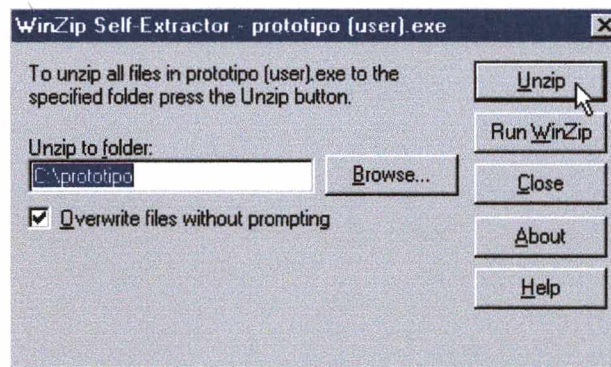 WinZip Self-Extractor - prototipo (user).exe
To unzip all files in prototipo (user).exe to the
specified folder press the Unzip button.
Unzip to folder:
C:\prototipo
Browse...
Overwrite files without prompting
Unzip
Run WinZip
Close
About
Help